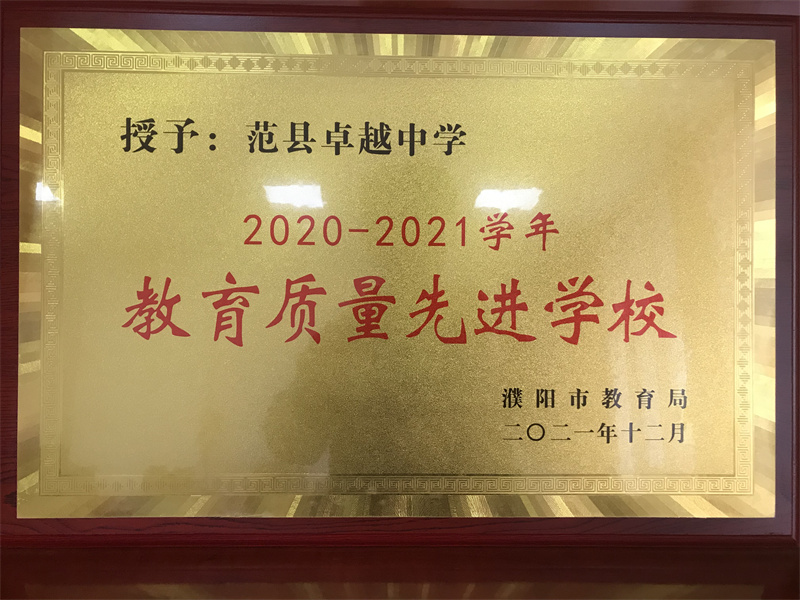 授予：范县卓越中学
2020-2021学年
教育质量先进学校
濮阳市教育局
二〇二一年十二月